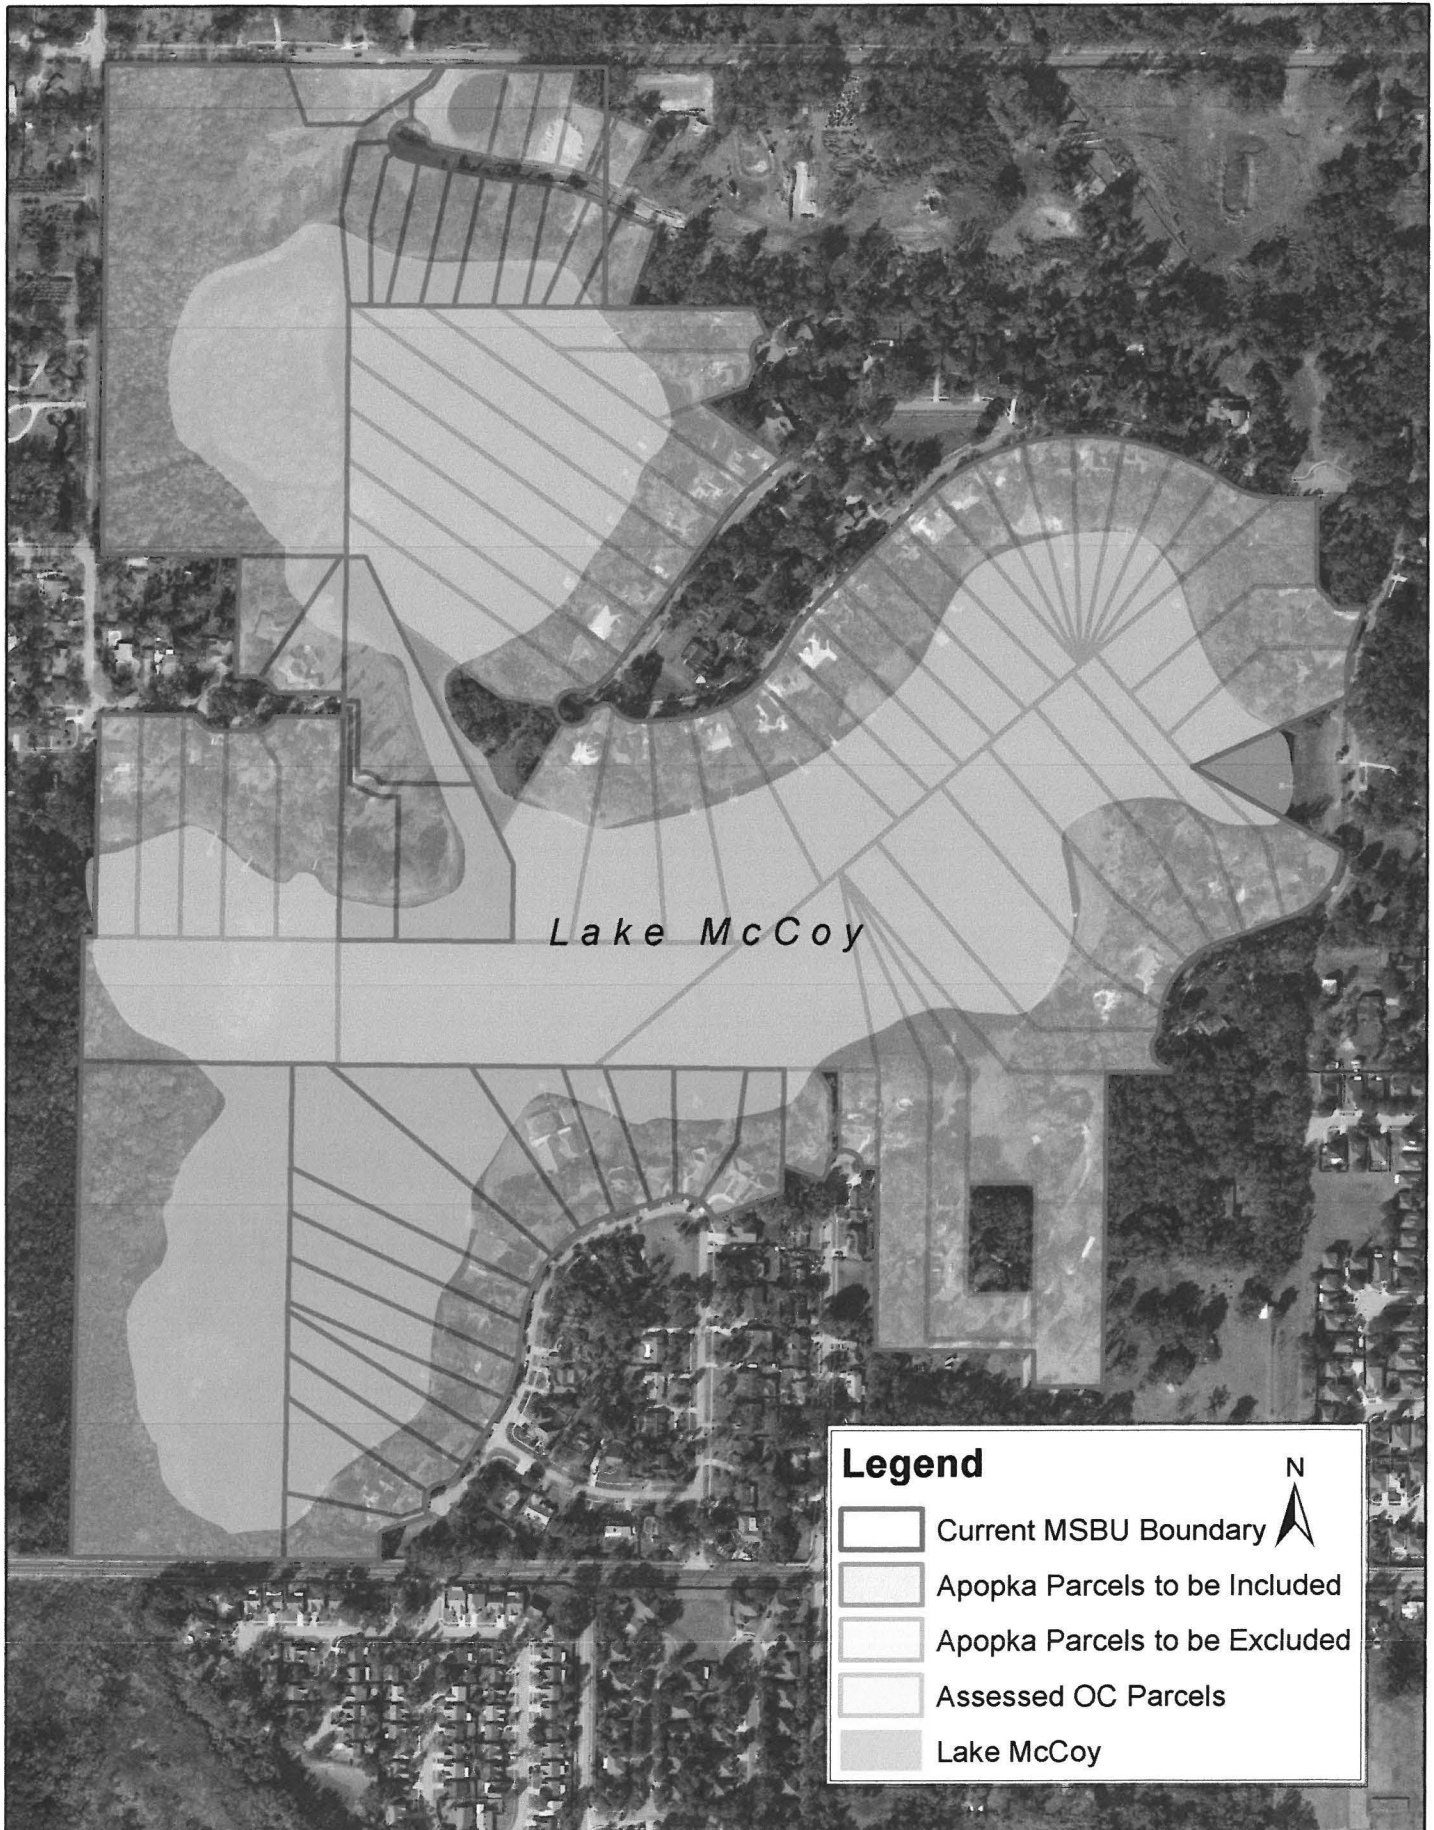 Lake McCoy
Legend
N
Current MSBU Boundary
Apopka Parcels to be Included
Apopka Parcels to be Excluded
Assessed OC Parcels
Lake McCoy